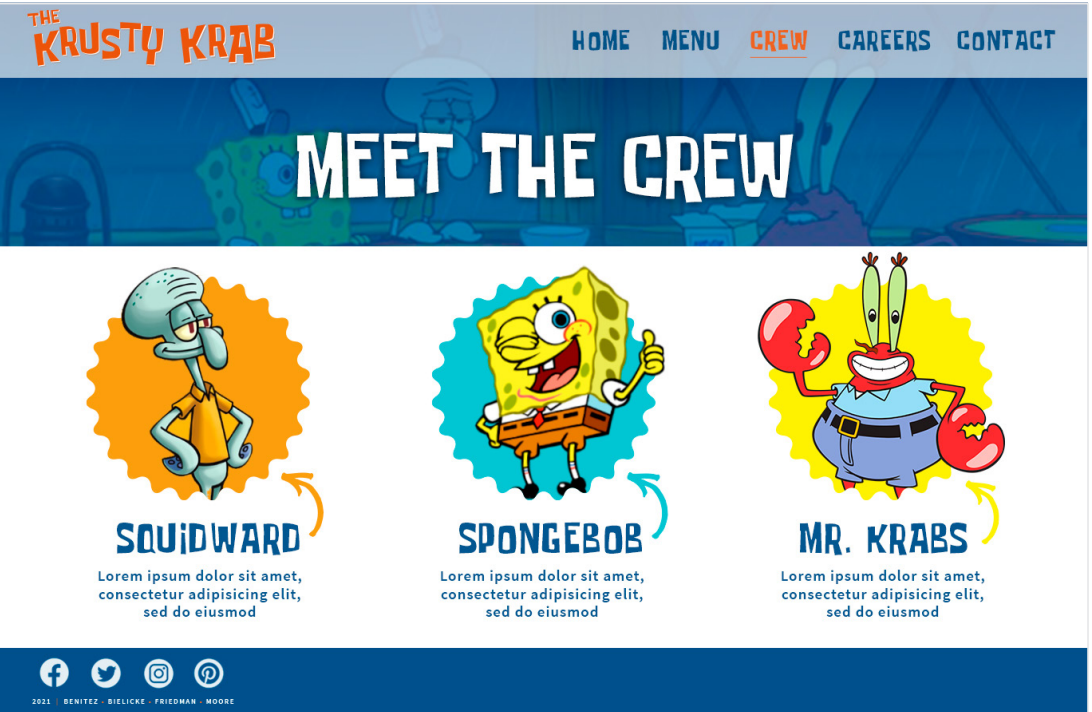 THE
KRUSTY KRAB
HOME MENU CREW CAREERS CONTACT
MEET THE CREW
SQUiDWARD
Lorem ipsum dolor sit amet,
consectetur adipisicing elit,
sed do eiusmod
SPONGEBOB
Lorem ipsum dolor sit amet,
consectetur adipisicing elit,
sed do eiusmod
MR. KRABS
Lorem ipsum dolor sit amet,
consectetur adipisicing elit,
sed do eiusmod
2021 | BENITEZ - BIELICKE - FRIEDMAN - MOORE